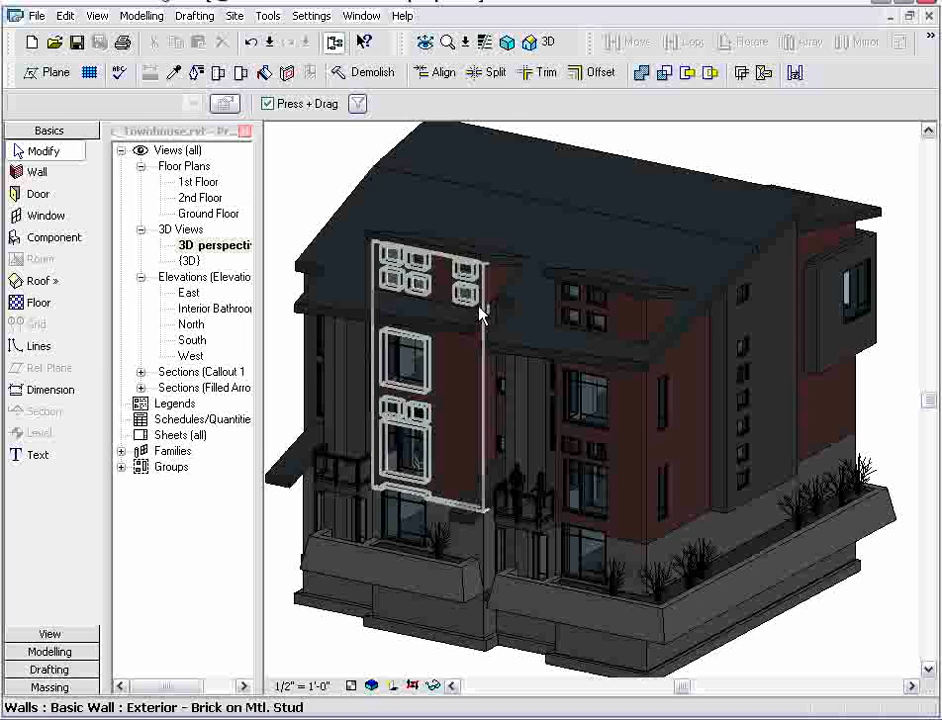 File Edit View Modelling Drafting Site Tools Settings Window Help
3D Move Copy Rotate Array Mirror
Plane Demolish Align Split Trim Offset
Press + Drag
Basics
Modify
Wall
Door
Window
Component
Room
Roof »
Floor
Grid
Lines
Ref Plane
Dimension
Section
Level
Text
View
Modelling
Drafting
Massing
Townhouse.rvt - Pr...
Views (all)
Floor Plans
1st Floor
2nd Floor
Ground Floor
3D Views
3D perspecti
{3D}
Elevations (Elevatio
East
Interior Bathroo
North
South
West
Sections (Callout 1
Sections (Filled Arro
Legends
Schedules/Quantitie
Sheets (all)
Families
Groups
1/2" = 1'-0"
Walls : Basic Wall : Exterior - Brick on Mtl. Stud